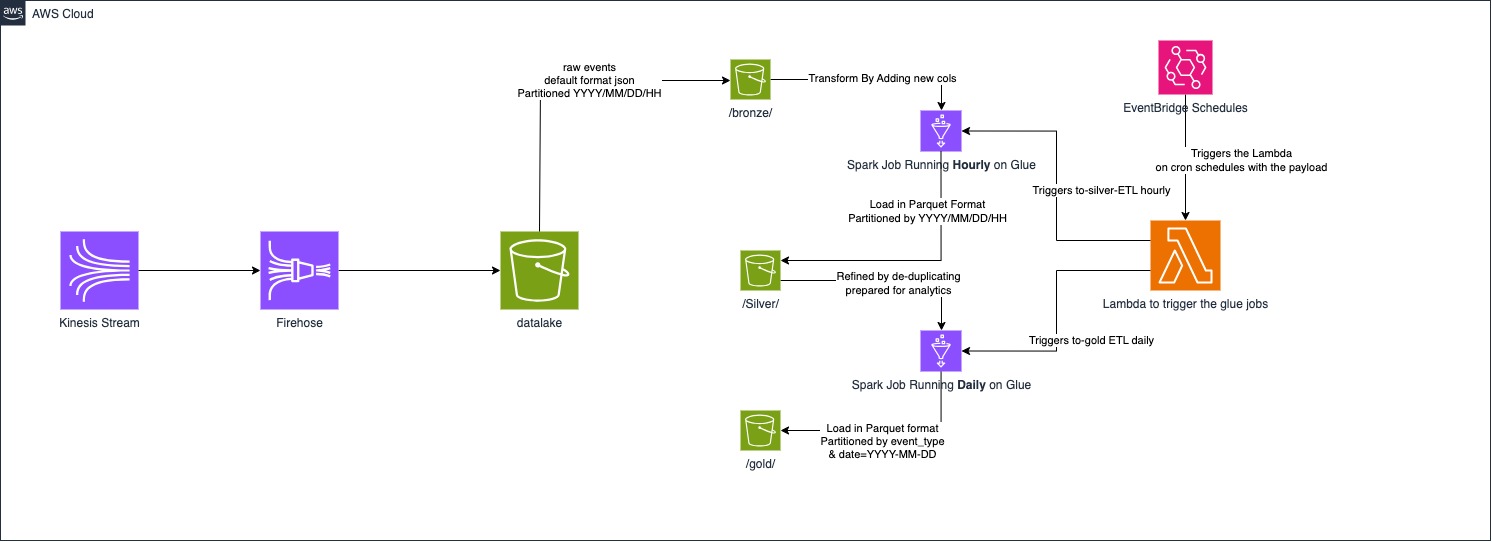 aws
AWS Cloud
raw events
default format json
Partitioned YYYY/MM/DD/HH
/bronze/
Transform By Adding new cols
EventBridge Schedules
Spark Job Running Hourly on Glue
Triggers the Lambda
on cron schedules with the payload
Triggers to-silver-ETL hourly
Load in Parquet Format
Partitioned by YYYY/MM/DD/HH
Kinesis Stream
Firehose
datalake
/Silver/
Refined by de-duplicating
prepared for analytics
Lambda to trigger the glue jobs
Triggers to-gold ETL daily
Spark Job Running Daily on Glue
Load in Parquet format
Partitioned by event_type
& date=YYYY-MM-DD
/gold/